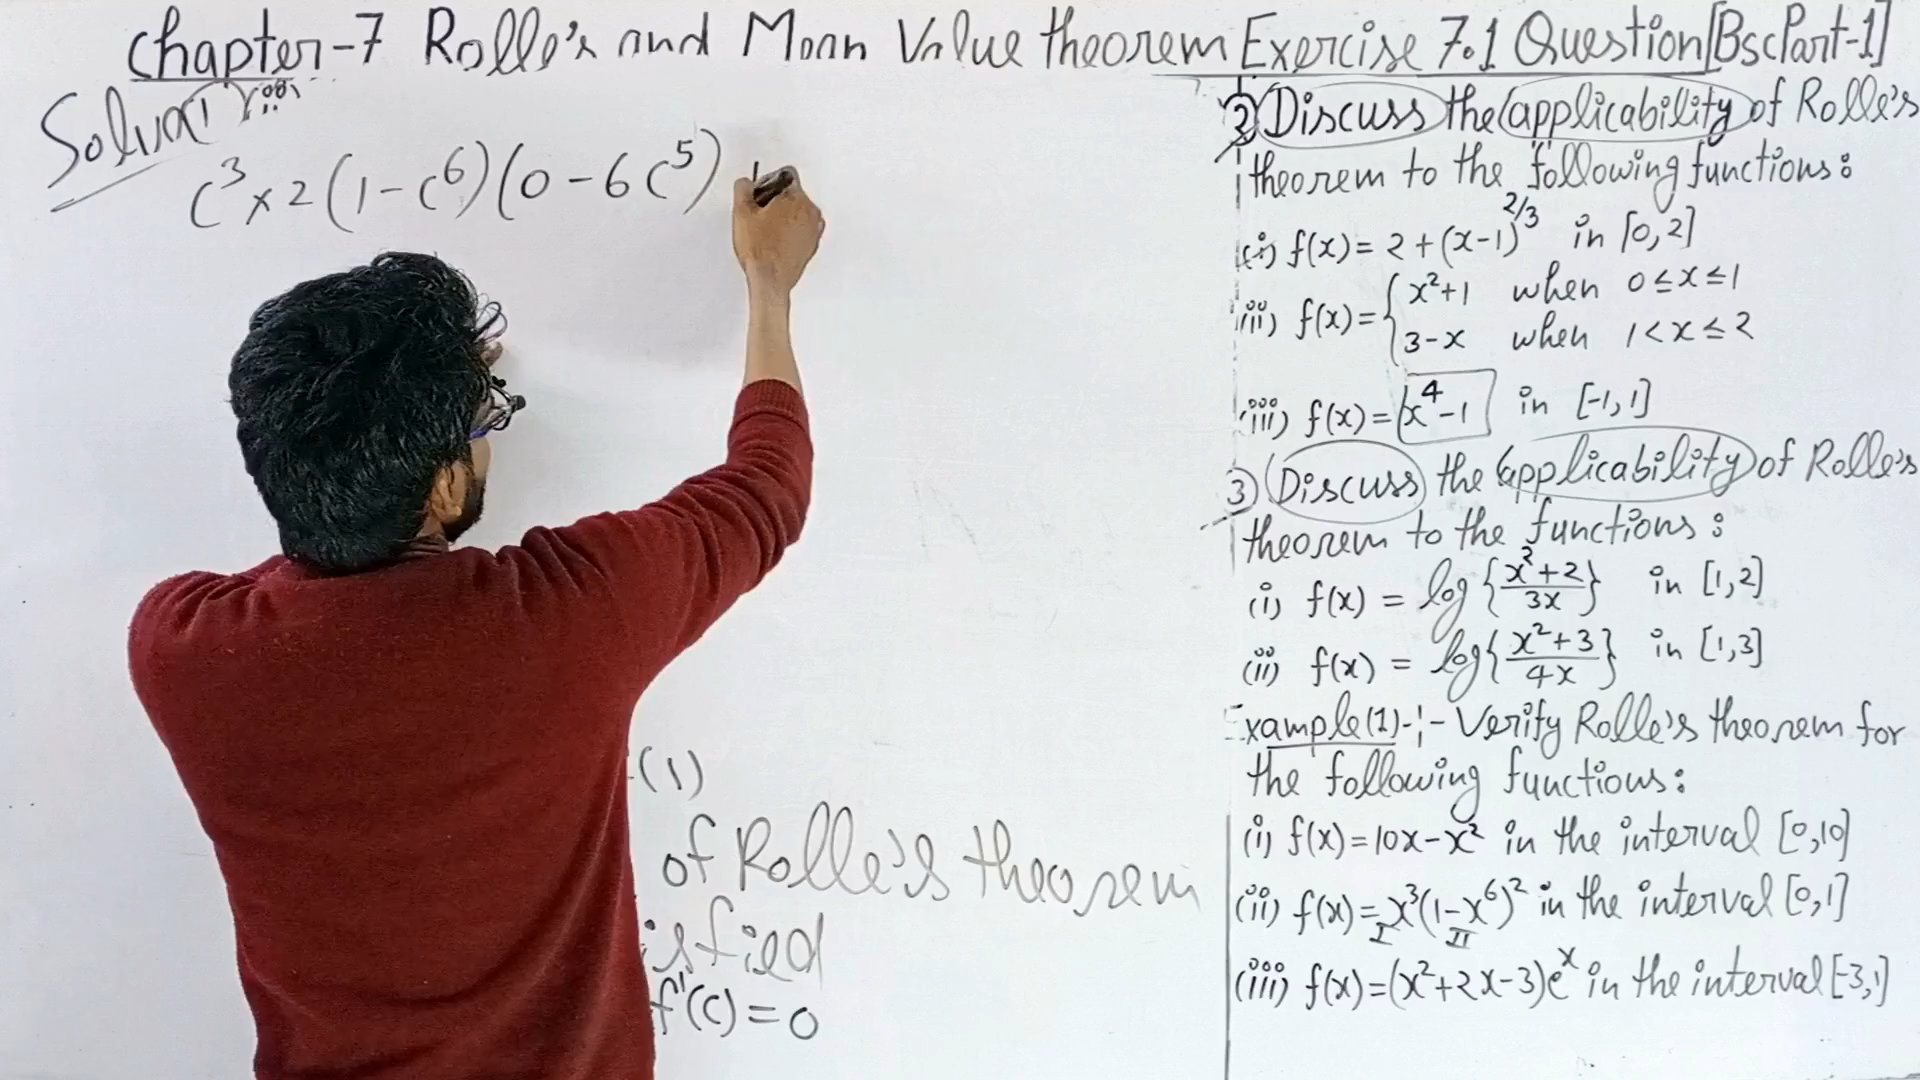 Chapter-7 Rolle's and Mean Value theorem Exercise 7.1 Question [Bsc Part-1]
Soluton (ii)
c³ × 2(1-c⁶)(0-6c⁵) +
-(1)
of Rolle's theorem
isfied
f'(c) = 0
2) Discuss the applicability of Rolle's
theorem to the following functions:
(i) f(x) = 2+(x-1)^2/3 in [0,2]
(ii) f(x) = { x²+1 when 0≤x≤1
3-x when 1<x≤2
(iii) f(x) = x⁴-1 in [-1,1]
3) Discuss the applicability of Rolle's
theorem to the functions:
(i) f(x) = log{(x²+2)/3x} in [1,2]
(ii) f(x) = log{(x²+3)/4x} in [1,3]
Example(1)-:- Verify Rolle's theorem for
the following functions:
(i) f(x)=10x-x² in the interval [0,10]
(ii) f(x)=x³(1-x⁶)² in the interval [0,1]
I II
(iii) f(x)=(x²+2x-3)eˣ in the interval [-3,1]